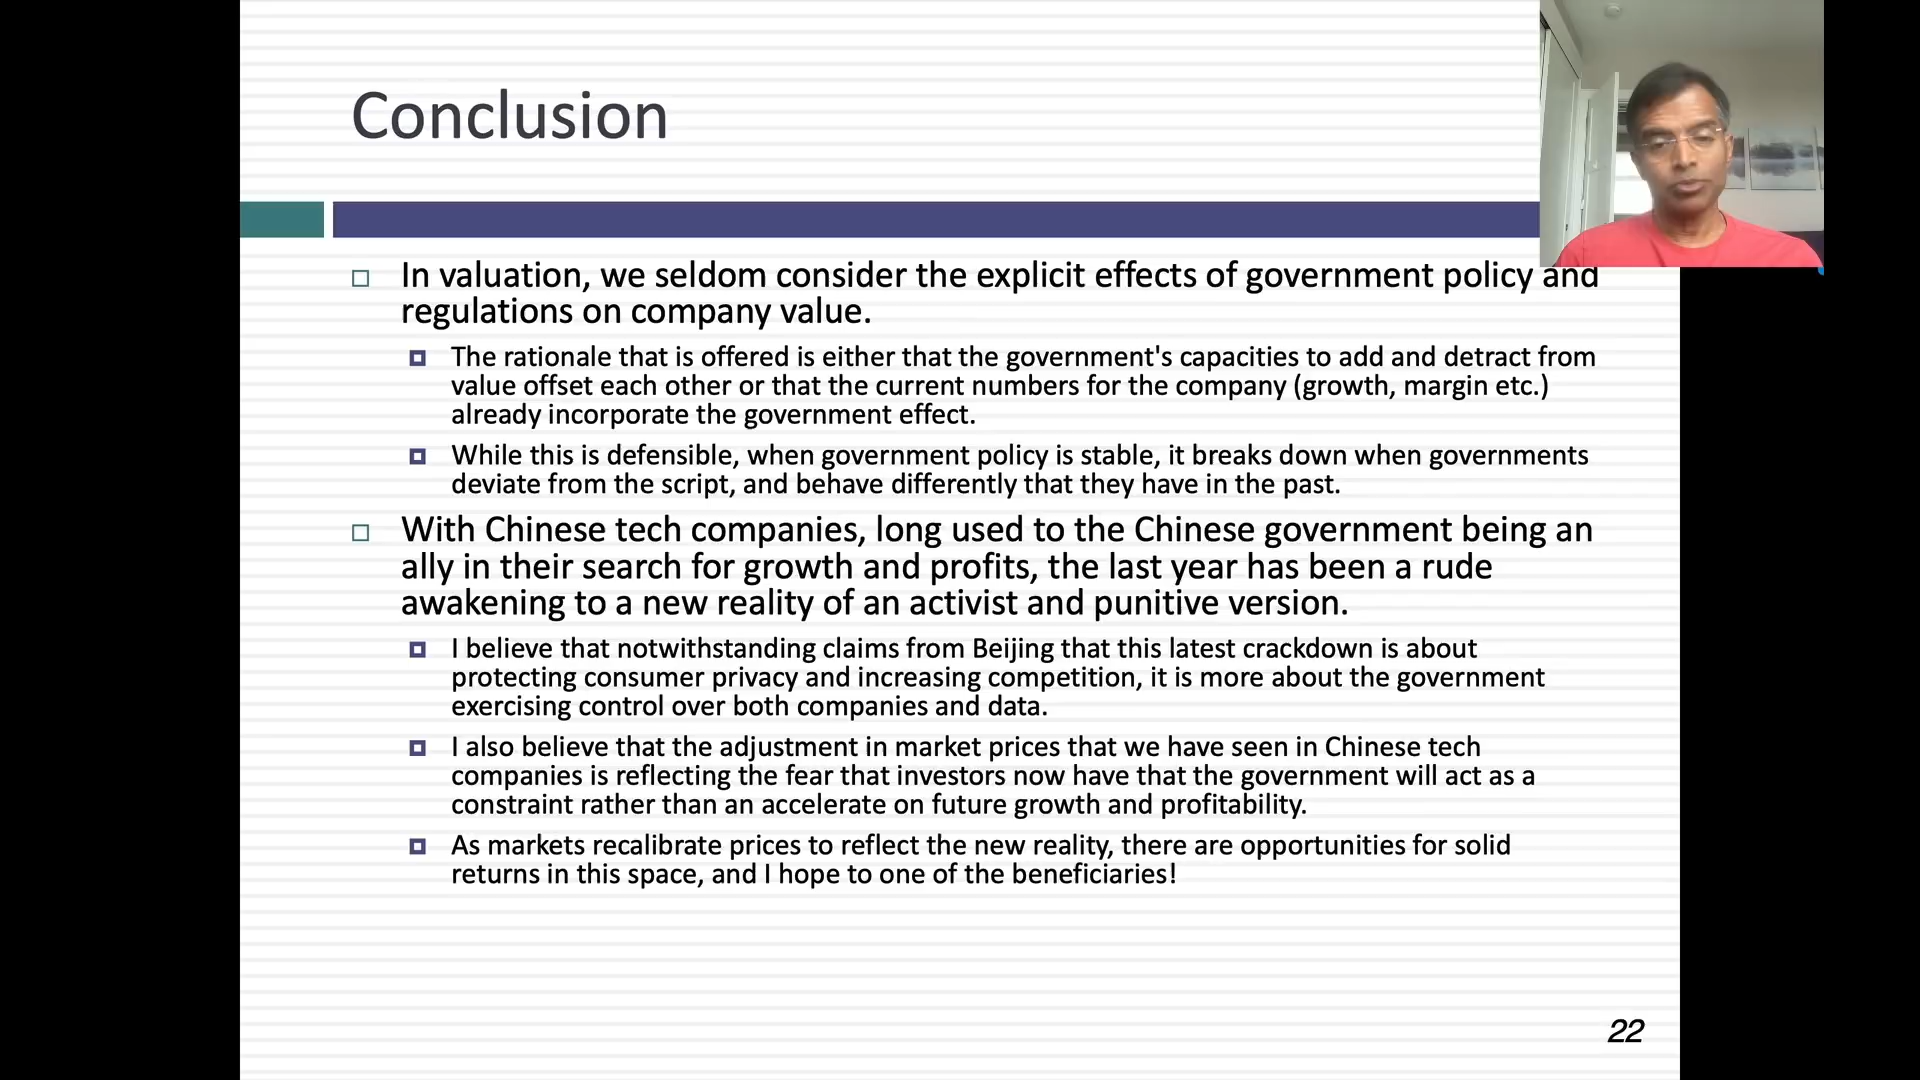 Conclusion
In valuation, we seldom consider the explicit effects of government policy and
regulations on company value.
The rationale that is offered is either that the government's capacities to add and detract from
value offset each other or that the current numbers for the company (growth, margin etc.)
already incorporate the government effect.
While this is defensible, when government policy is stable, it breaks down when governments
deviate from the script, and behave differently that they have in the past.
With Chinese tech companies, long used to the Chinese government being an
ally in their search for growth and profits, the last year has been a rude
awakening to a new reality of an activist and punitive version.
I believe that notwithstanding claims from Beijing that this latest crackdown is about
protecting consumer privacy and increasing competition, it is more about the government
exercising control over both companies and data.
I also believe that the adjustment in market prices that we have seen in Chinese tech
companies is reflecting the fear that investors now have that the government will act as a
constraint rather than an accelerate on future growth and profitability.
As markets recalibrate prices to reflect the new reality, there are opportunities for solid
returns in this space, and I hope to one of the beneficiaries!
22